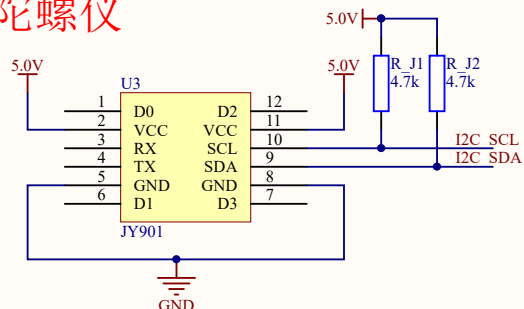 陀螺仪
5.0V
5.0V
5.0V
R_J1
4.7k
R_J2
4.7k
U3
1
D0
D2
12
2
VCC
VCC
11
3
RX
SCL
10
I2C_SCL
4
TX
SDA
9
I2C_SDA
5
GND
GND
8
6
D1
D3
7
JY901
GND